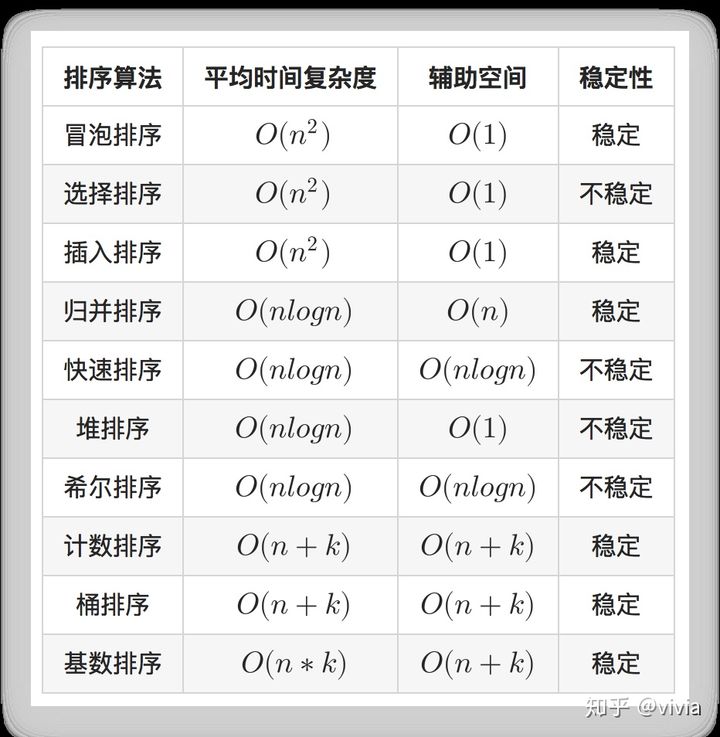 排序算法 平均时间复杂度 辅助空间 稳定性
冒泡排序 O(n²) O(1) 稳定
选择排序 O(n²) O(1) 不稳定
插入排序 O(n²) O(1) 稳定
归并排序 O(nlogn) O(n) 稳定
快速排序 O(nlogn) O(nlogn) 不稳定
堆排序 O(nlogn) O(1) 不稳定
希尔排序 O(nlogn) O(nlogn) 不稳定
计数排序 O(n + k) O(n + k) 稳定
桶排序 O(n + k) O(n + k) 稳定
基数排序 O(n ∗ k) O(n + k) 稳定
知乎 @vivia